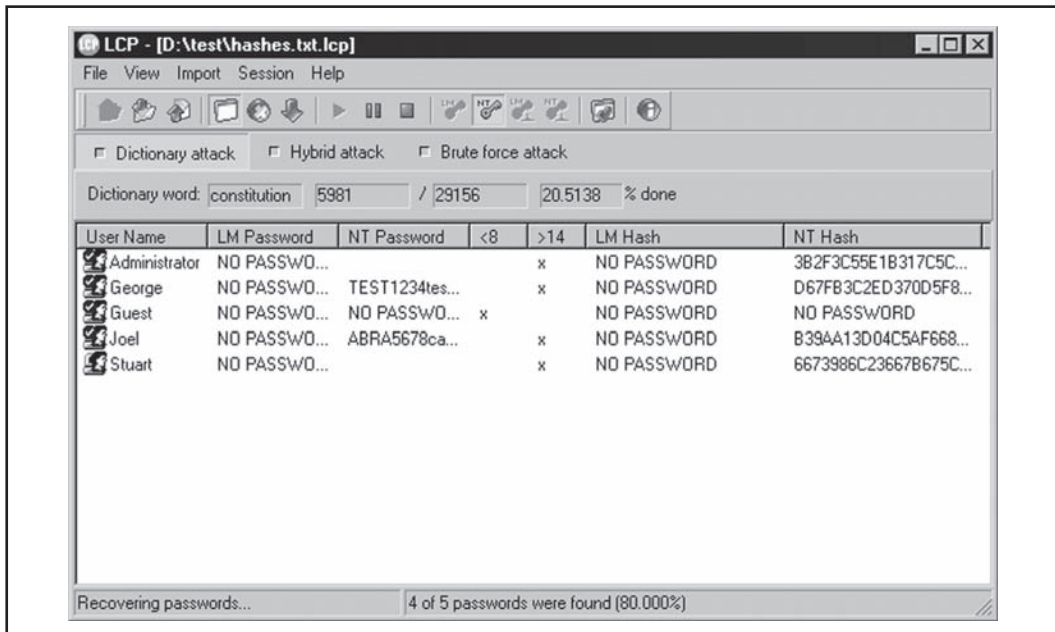 LCP - [D:\test\hashes.txt.lcp]
File View Import Session Help
LM NT LM NT
Dictionary attack Hybrid attack Brute force attack
Dictionary word: constitution 5981 / 29156 20.5138 % done
User Name LM Password NT Password <8 >14 LM Hash NT Hash
Administrator NO PASSWO... x NO PASSWORD 3B2F3C55E1B317C5C...
George NO PASSWO... TEST1234tes... x NO PASSWORD D67FB3C2ED370D5F8...
Guest NO PASSWO... NO PASSWO... x NO PASSWORD NO PASSWORD
Joel NO PASSWO... ABRA5678ca... x NO PASSWORD B39AA13D04C5AF668...
Stuart NO PASSWO... x NO PASSWORD 6673986C23667B675C...
Recovering passwords... 4 of 5 passwords were found (80.000%)